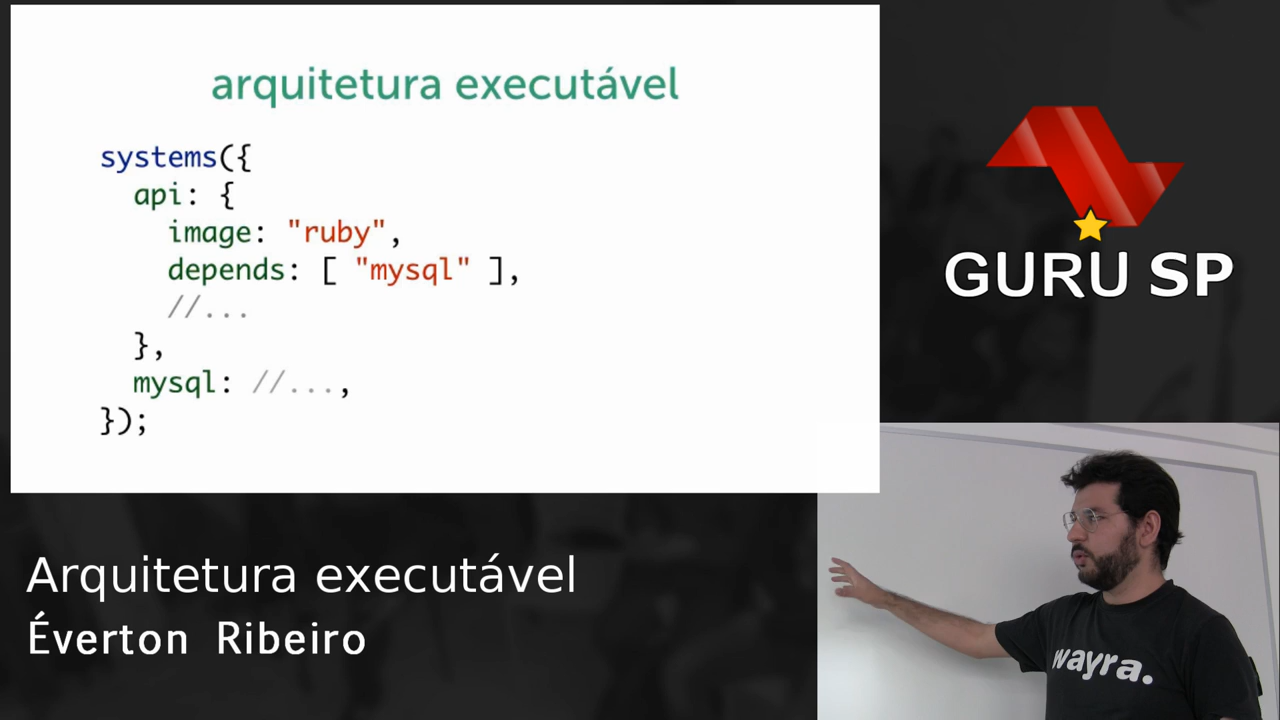 arquitetura executável
systems({
  api: {
    image: "ruby",
    depends: [ "mysql" ],
    //...
  },
  mysql: //...,
});
GURU SP
Arquitetura executável
Éverton Ribeiro
wayra.